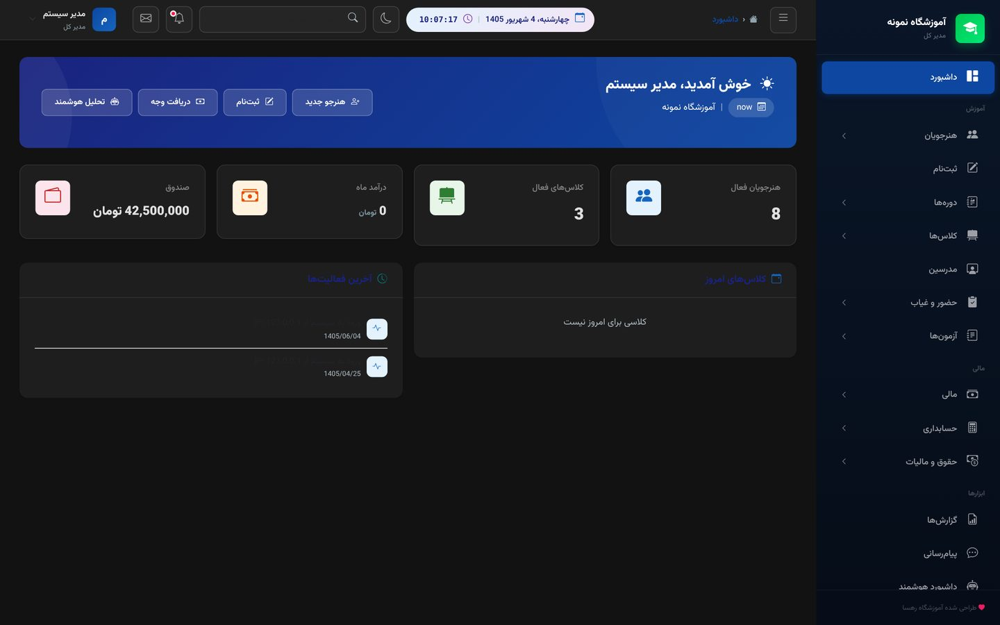 آموزشگاه نمونه
مدیر کل
داشبورد
آموزش
هنرجویان
ثبت‌نام
دوره‌ها
کلاس‌ها
مدرسین
حضور و غیاب
آزمون‌ها
مالی
مالی
حسابداری
حقوق و مالیات
ابزارها
گزارش‌ها
پیام‌رسانی
داشبورد هوشمند
طراحی شده آموزشگاه رهسا
داشبورد
چهارشنبه، 4 شهریور 1405 | 10:07:17
مدیر سیستم
مدیر کل
م
خوش آمدید، مدیر سیستم
now | آموزشگاه نمونه
هنرجو جدید
ثبت‌نام
دریافت وجه
تحلیل هوشمند
هنرجویان فعال
8
کلاس‌های فعال
3
درآمد ماه
0 تومان
صندوق
42,500,000 تومان
کلاس‌های امروز
کلاسی برای امروز نیست
آخرین فعالیت‌ها
1405/06/04
1405/04/25